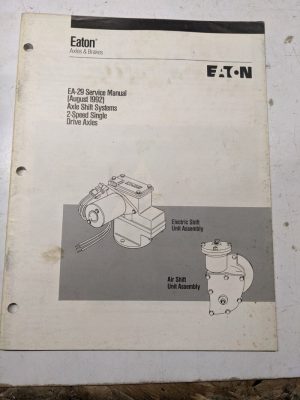 Eaton®
Axles & Brakes
EATON
EA-29 Service Manual
(August 1992)
Axle Shift Systems
2-Speed Single
Drive Axles
Electric Shift
Unit Assembly
Air Shift
Unit Assembly